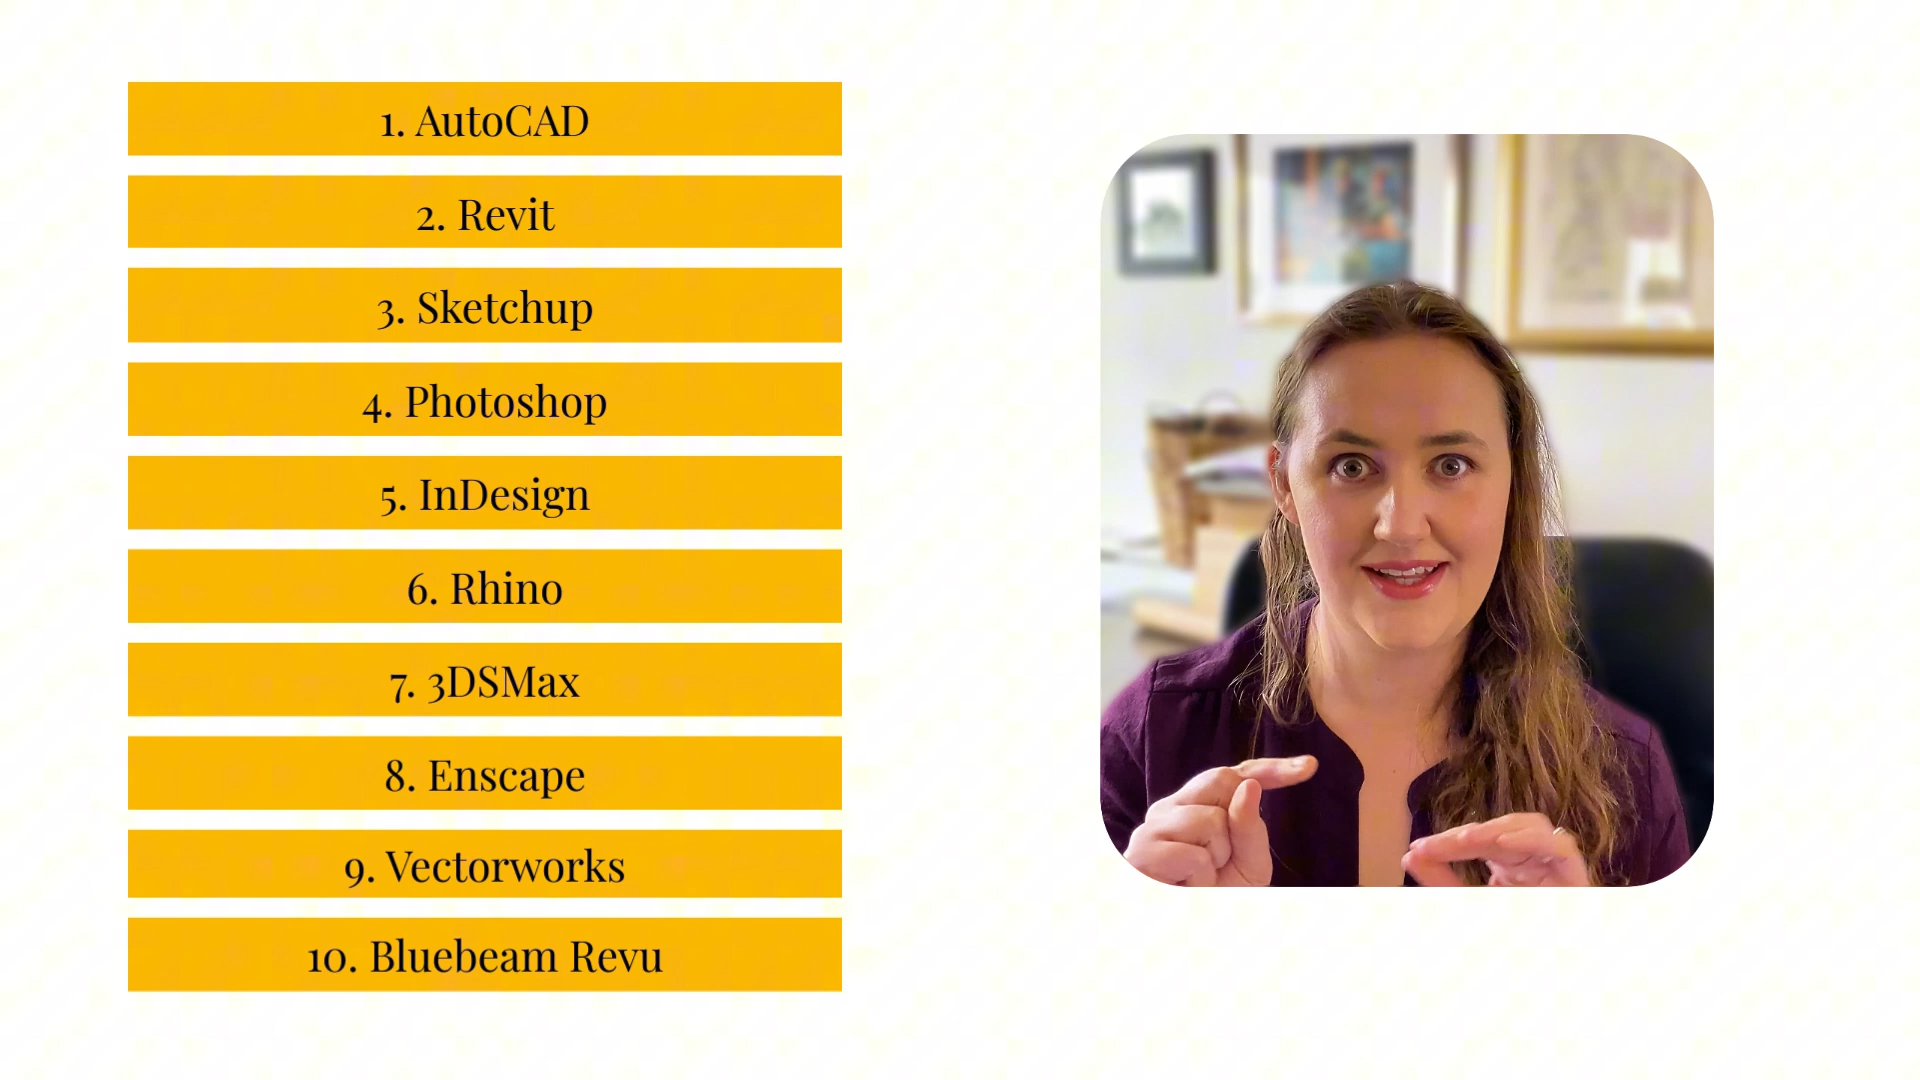 1. AutoCAD
2. Revit
3. Sketchup
4. Photoshop
5. InDesign
6. Rhino
7. 3DSMax
8. Enscape
9. Vectorworks
10. Bluebeam Revu